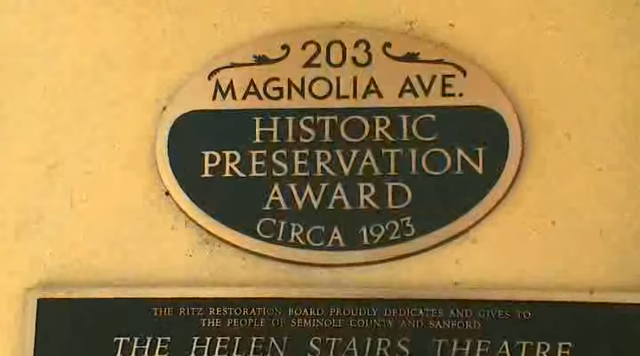 203
MAGNOLIA AVE.
HISTORIC
PRESERVATION
AWARD
CIRCA 1923
THE RITZ RESTORATION BOARD PROUDLY DEDICATES AND GIVES TO
THE PEOPLE OF SEMINOLE COUNTY AND SANFORD
THE HELEN STAIRS THEATRE